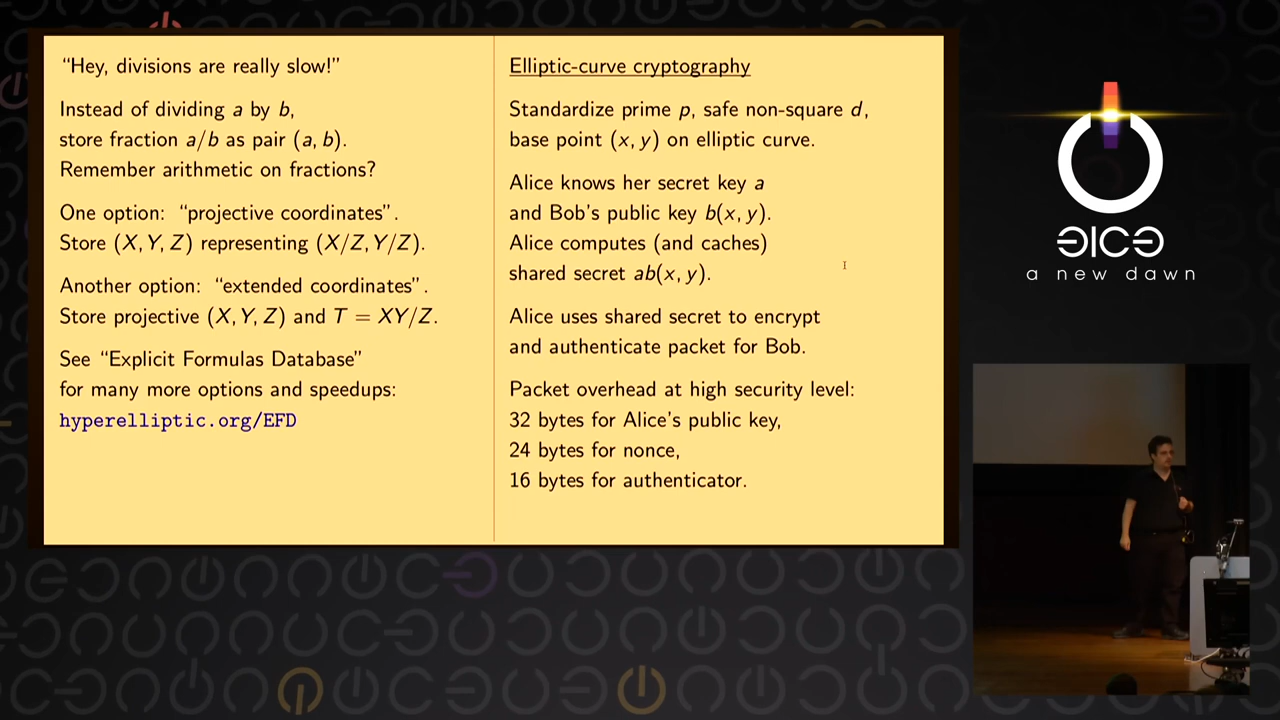 “Hey, divisions are really slow!”
Instead of dividing a by b,
store fraction a/b as pair (a, b).
Remember arithmetic on fractions?
One option: “projective coordinates”.
Store (X, Y, Z) representing (X/Z, Y/Z).
Another option: “extended coordinates”.
Store projective (X, Y, Z) and T = XY/Z.
See “Explicit Formulas Database”
for many more options and speedups:
hyperelliptic.org/EFD
Elliptic-curve cryptography
Standardize prime p, safe non-square d,
base point (x, y) on elliptic curve.
Alice knows her secret key a
and Bob’s public key b(x, y).
Alice computes (and caches)
shared secret ab(x, y).
Alice uses shared secret to encrypt
and authenticate packet for Bob.
Packet overhead at high security level:
32 bytes for Alice’s public key,
24 bytes for nonce,
16 bytes for authenticator.
a new dawn